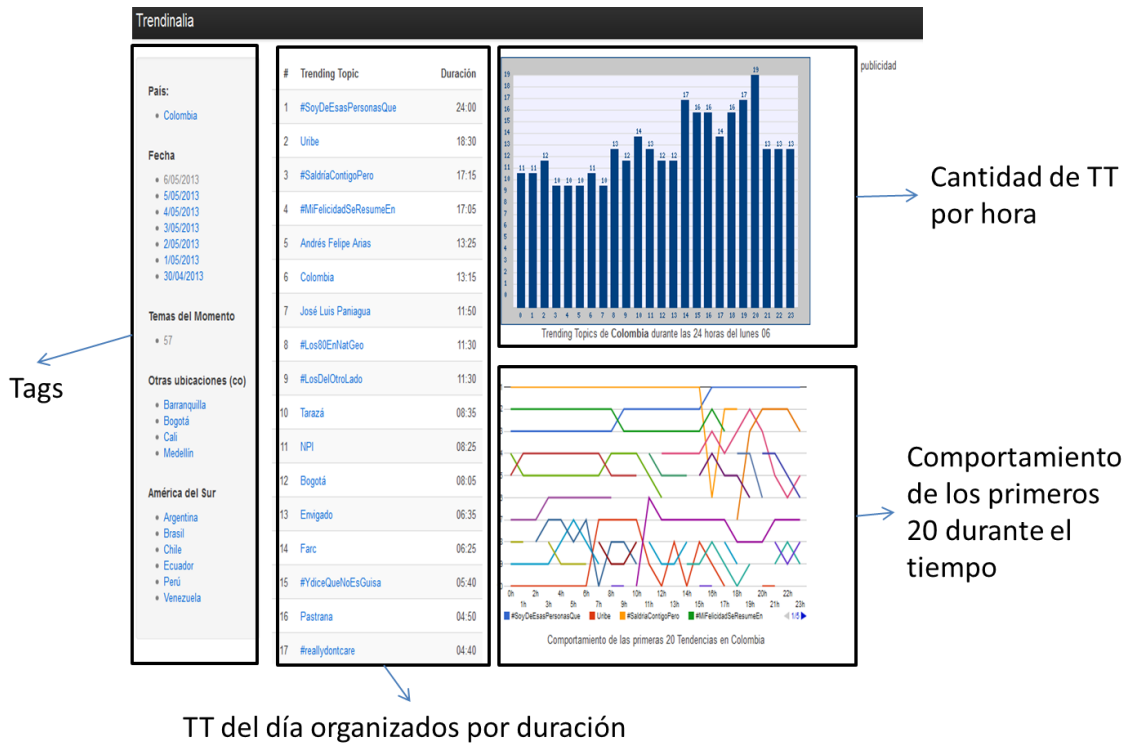 Trendinalia
País:
Colombia
Fecha
6/05/2013
5/05/2013
4/05/2013
3/05/2013
2/05/2013
1/05/2013
30/04/2013
Temas del Momento
57
Otras ubicaciones (co)
Barranquilla
Bogotá
Cali
Medellín
América del Sur
Argentina
Brasil
Chile
Ecuador
Perú
Venezuela
Tags
# Trending Topic Duración
1 #SoyDeEsasPersonasQue 24:00
2 Uribe 18:30
3 #SaldríaContigoPero 17:15
4 #MiFelicidadSeResumeEn 17:05
5 Andrés Felipe Arias 13:25
6 Colombia 13:15
7 José Luis Paniagua 11:50
8 #Los80EnNatGeo 11:30
9 #LosDelOtroLado 11:30
10 Tarazá 08:35
11 NPI 08:25
12 Bogotá 08:05
13 Envigado 06:35
14 Farc 06:25
15 #YdiceQueNoEsGuisa 05:40
16 Pastrana 04:50
17 #reallydontcare 04:40
TT del día organizados por duración
publicidad
11 11 12 10 10 10 11 10 13 12 14 13 12 12 17 16 16 14 16 17 19 13 13 13
0 1 2 3 4 5 6 7 8 9 10 11 12 13 14 15 16 17 18 19 20 21 22 23
Trending Topics de Colombia durante las 24 horas del lunes 06
Cantidad de TT
por hora
0h 2h 4h 6h 8h 10h 12h 14h 16h 18h 20h 22h
1h 3h 5h 7h 9h 11h 13h 15h 17h 19h 21h 23h
#SoyDeEsasPersonasQue Uribe #SaldríaContigoPero #MiFelicidadSeResumeEn 1/5
Comportamiento de las primeras 20 Tendencias en Colombia
Comportamiento
de los primeros
20 durante el
tiempo